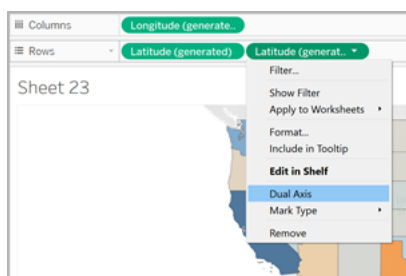 Columns
Longitude (generate..
Rows
Latitude (generated)
Latitude (generat..
Sheet 23
Filter...
Show Filter
Apply to Worksheets
Format...
Include in Tooltip
Edit in Shelf
Dual Axis
Mark Type
Remove